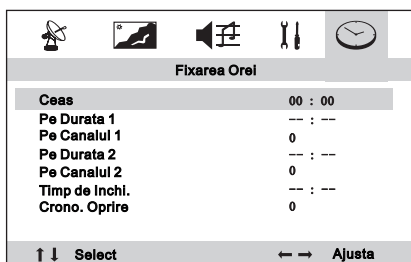 Fixarea Orei
Ceas 00 : 00
Pe Durata 1 -- : --
Pe Canalul 1 0
Pe Durata 2 -- : --
Pe Canalul 2 0
Timp de Inchi. -- : --
Crono. Oprire 0
↑↓ Select ←→ Ajusta